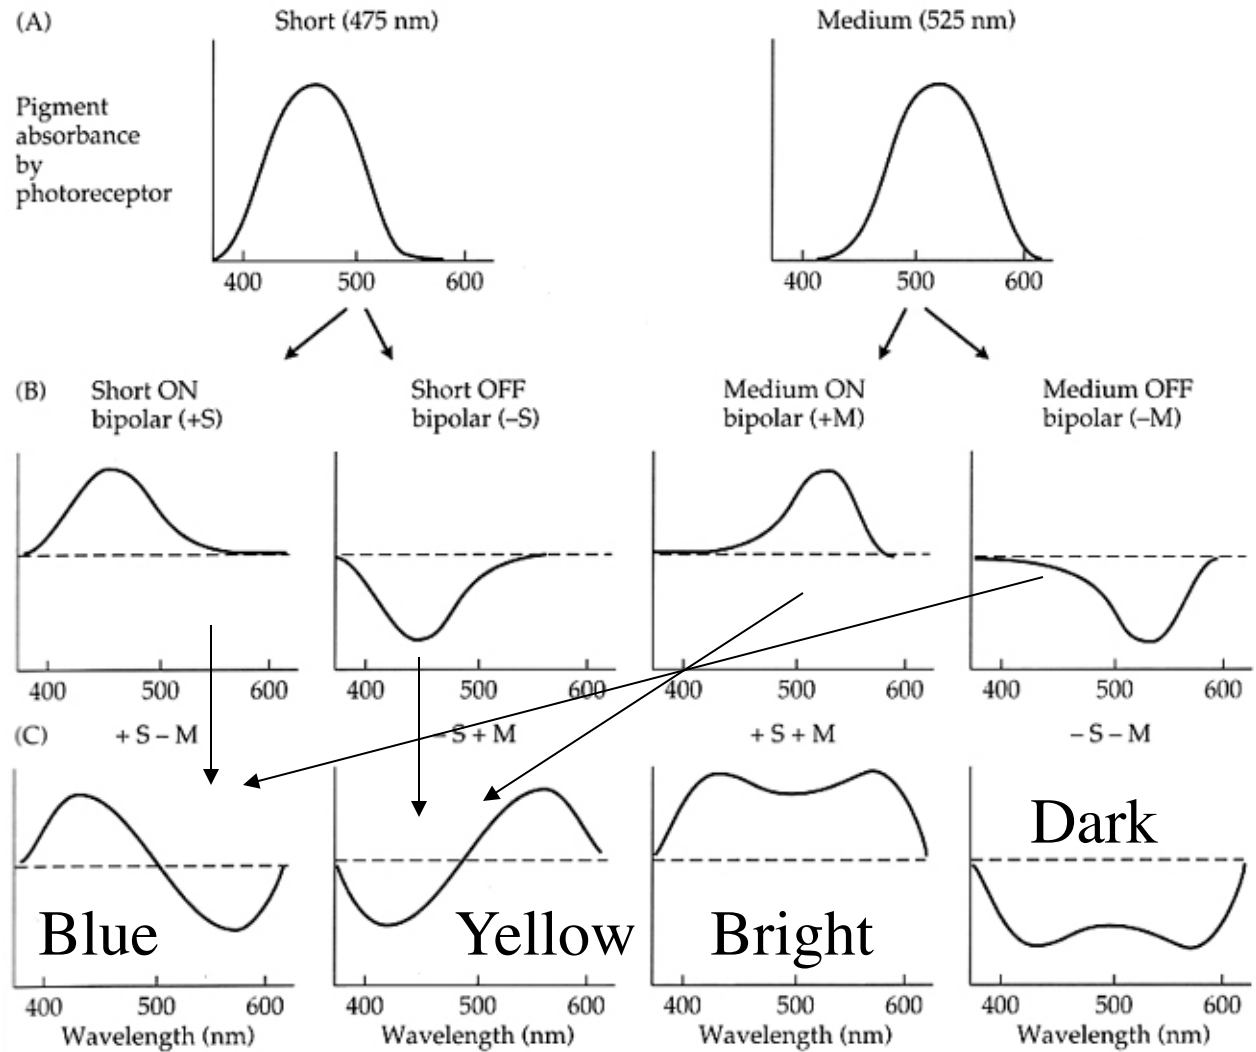 (A)
Short (475 nm)
Medium (525 nm)
Pigment
absorbance
by
photoreceptor
400 500 600
400 500 600
(B)
Short ON
bipolar (+S)
Short OFF
bipolar (–S)
Medium ON
bipolar (+M)
Medium OFF
bipolar (–M)
400 500 600
400 500 600
400 500 600
400 500 600
(C)
+ S – M
– S + M
+ S + M
– S – M
Blue
Yellow
Bright
Dark
400 500 600
400 500 600
400 500 600
400 500 600
Wavelength (nm)
Wavelength (nm)
Wavelength (nm)
Wavelength (nm)